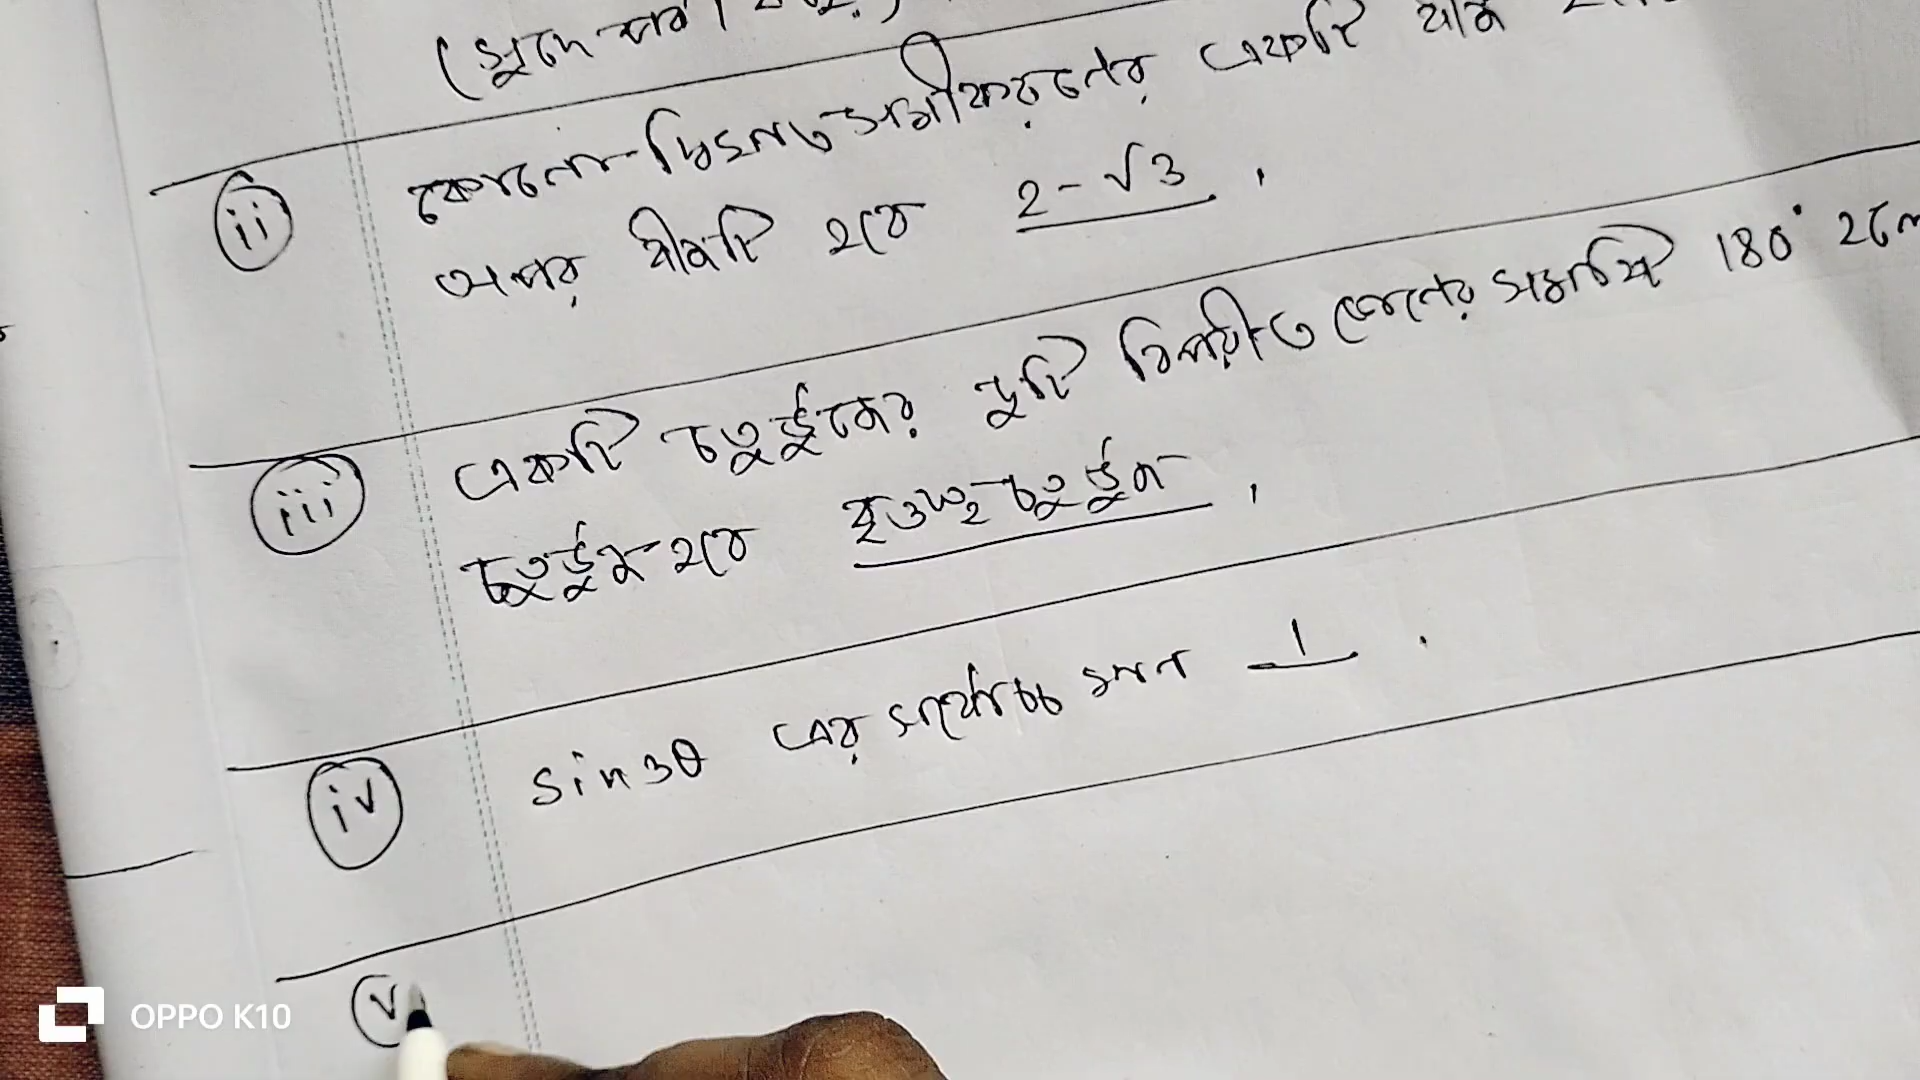 (সুদে
(ii) কোনো দ্বিঘাত সমীকরণের একটি বীজ
অপর বীজটি হবে 2-√3 .
(iii) একটি চতুর্ভুজের দুটি বিপরীত কোণের সমষ্টি 180° হলে
চতুর্ভুজ হবে বৃত্তস্থ চতুর্ভুজ .
(iv) sin3θ এর সর্বোচ্চ মান 1 .
(v
OPPO K10